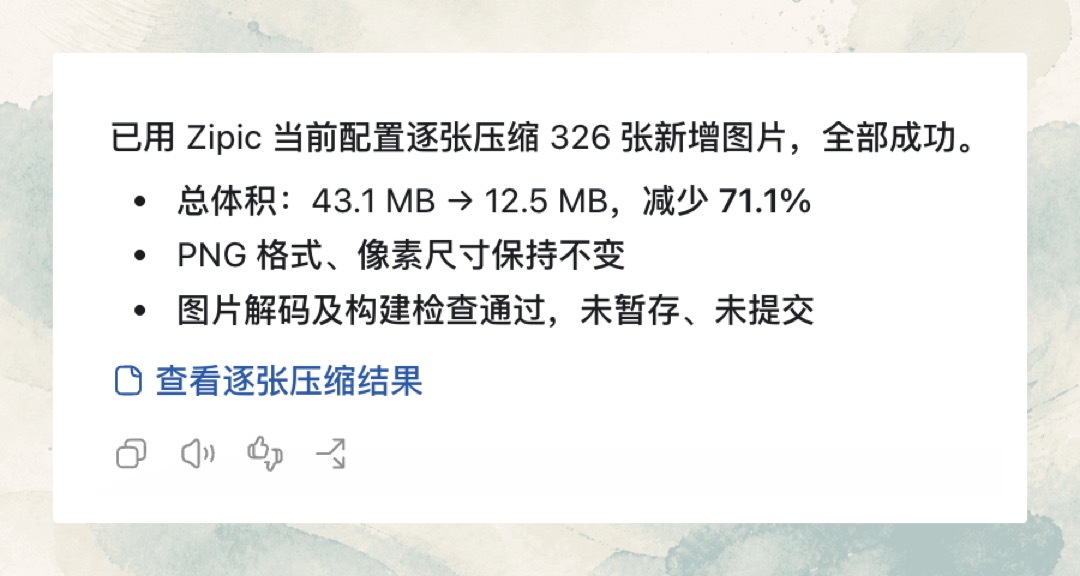 已用 Zipic 当前配置逐张压缩 326 张新增图片，全部成功。
• 总体积：43.1 MB → 12.5 MB，减少 71.1%
• PNG 格式、像素尺寸保持不变
• 图片解码及构建检查通过，未暂存、未提交
查看逐张压缩结果